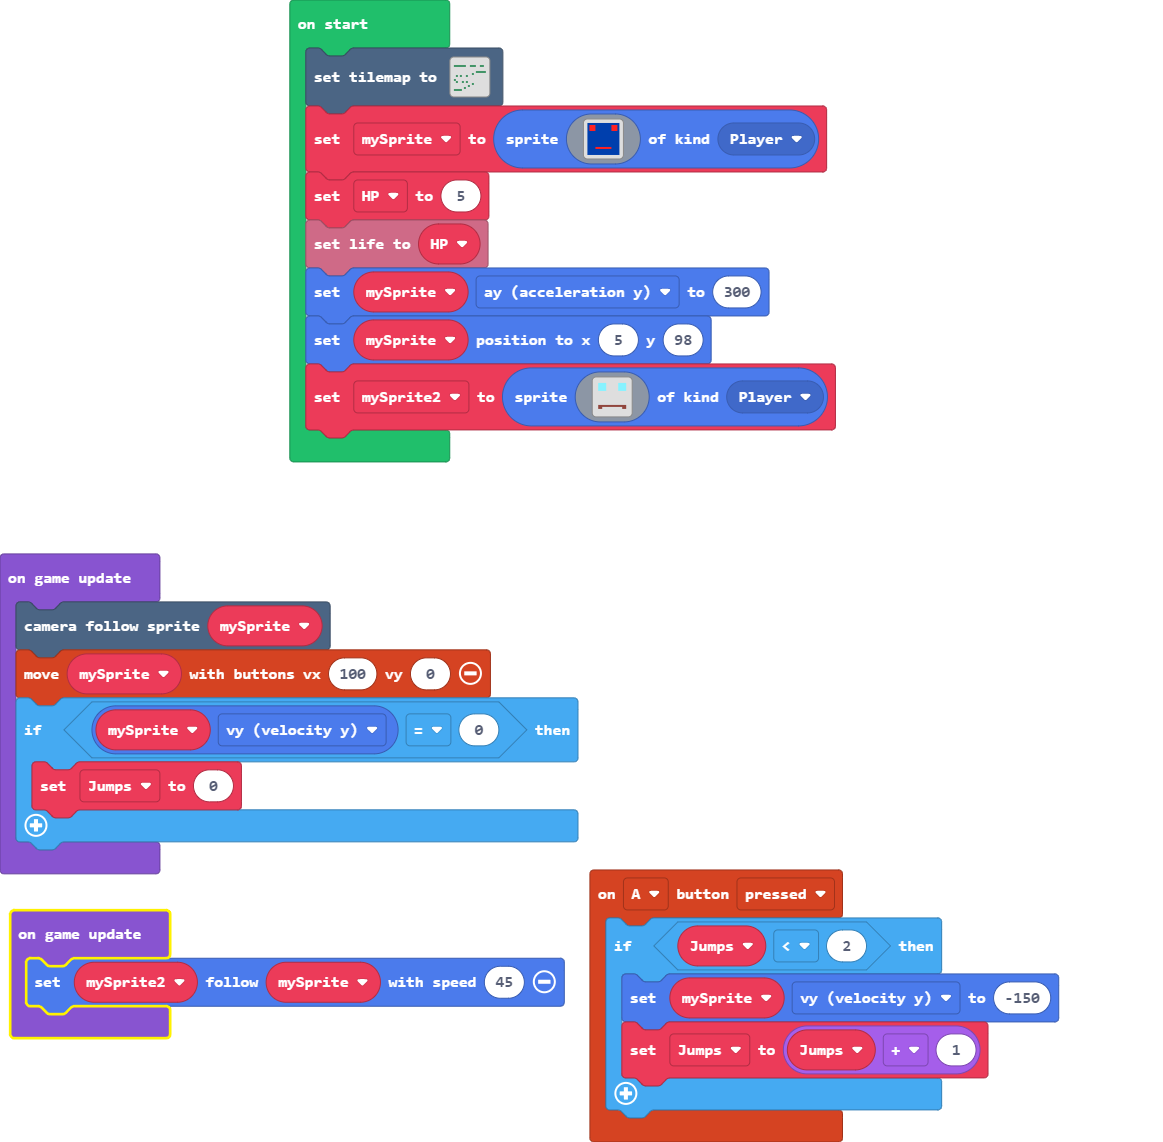 on start
set tilemap to
set mySprite to sprite of kind Player
set HP to 5
set life to HP
set mySprite ay (acceleration y) to 300
set mySprite position to x 5 y 98
set mySprite2 to sprite of kind Player
on game update
camera follow sprite mySprite
move mySprite with buttons vx 100 vy 0
if mySprite vy (velocity y) = 0 then
set Jumps to 0
on game update
set mySprite2 follow mySprite with speed 45
on A button pressed
if Jumps < 2 then
set mySprite vy (velocity y) to -150
set Jumps to Jumps + 1